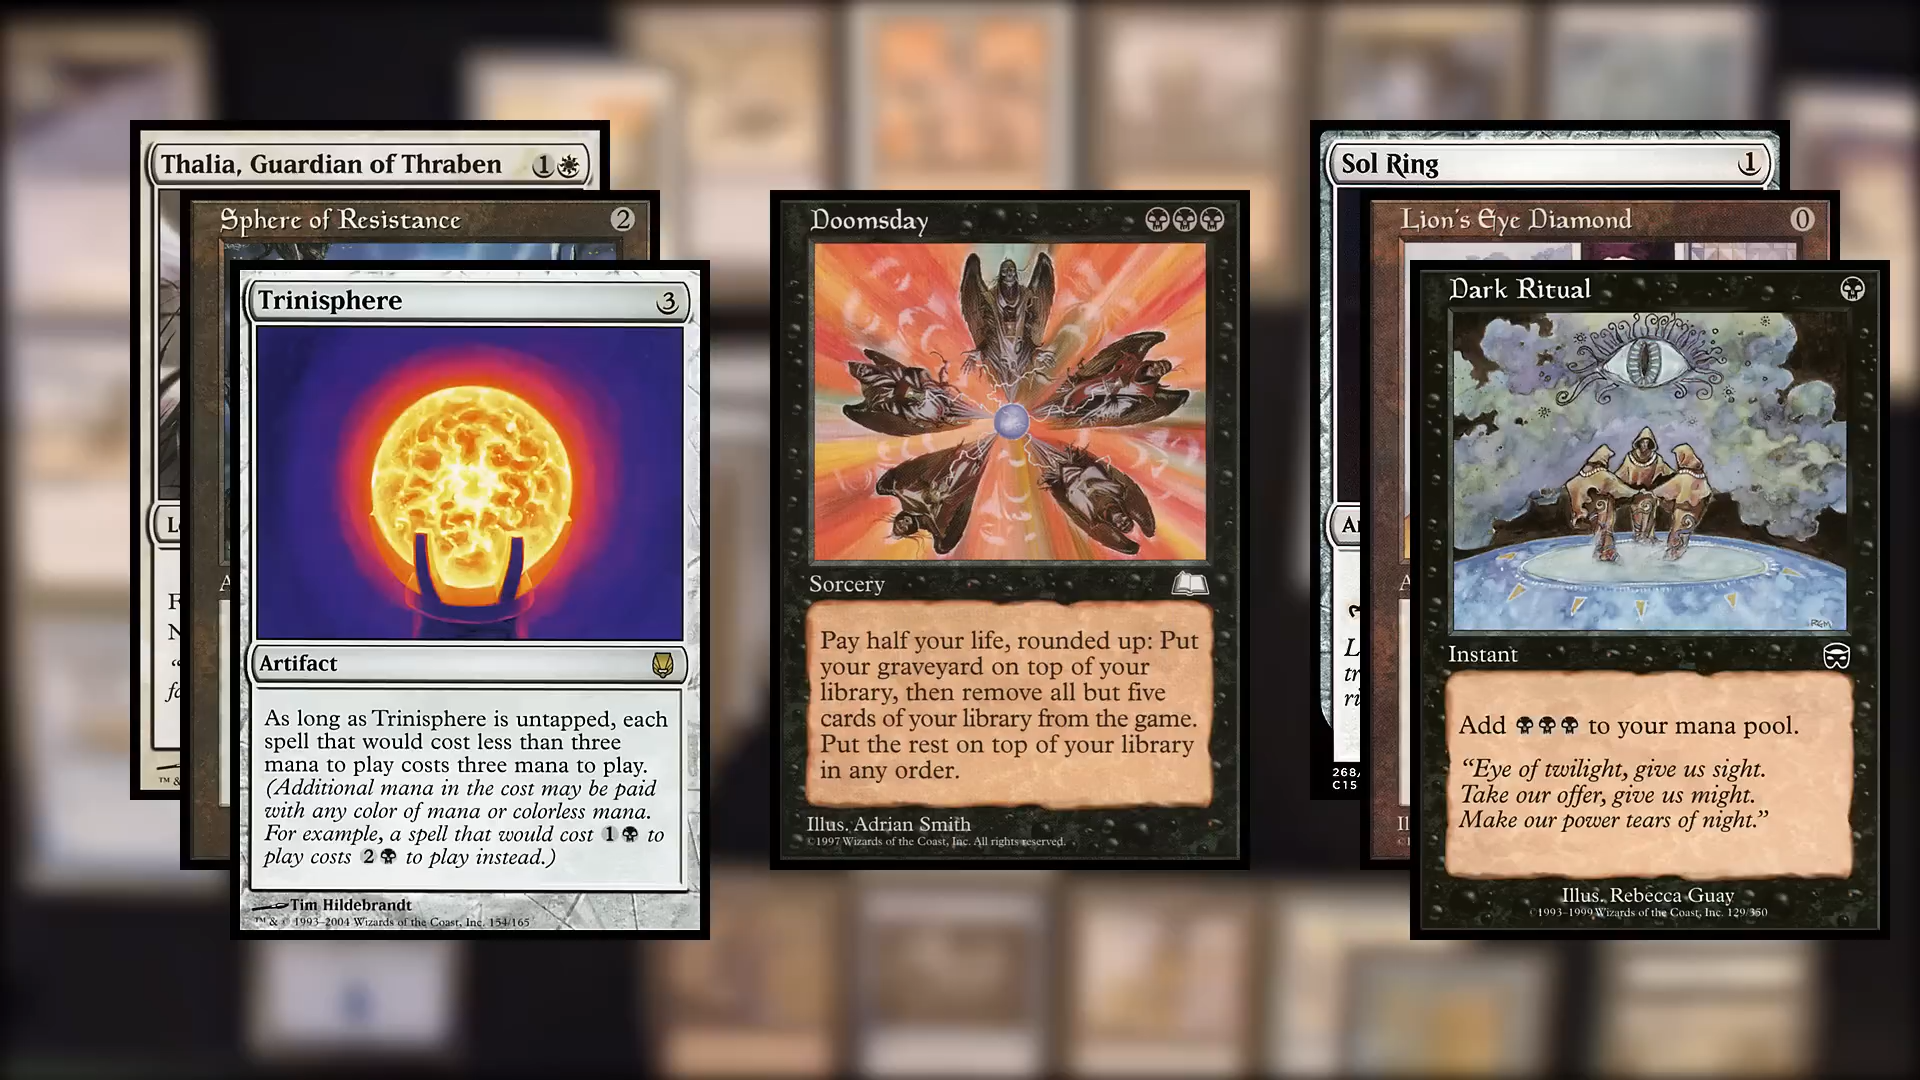 Thalia, Guardian of Thraben 1
Sphere of Resistance 2
Trinisphere 3
Artifact
As long as Trinisphere is untapped, each
spell that would cost less than three
mana to play costs three mana to play.
(Additional mana in the cost may be paid
with any color of mana or colorless mana.
For example, a spell that would cost 1 to
play costs 2 to play instead.)
Tim Hildebrandt
™ & © 1993–2004 Wizards of the Coast, Inc. 154/165
Doomsday
Sorcery
Pay half your life, rounded up: Put
your graveyard on top of your
library, then remove all but five
cards of your library from the game.
Put the rest on top of your library
in any order.
Illus. Adrian Smith
©1997 Wizards of the Coast, Inc. All rights reserved.
Sol Ring 1
268/
C15
Lion's Eye Diamond 0
Dark Ritual
Instant
Add to your mana pool.
“Eye of twilight, give us sight.
Take our offer, give us might.
Make our power tears of night.”
Illus. Rebecca Guay
©1993–1999 Wizards of the Coast, Inc. 129/350